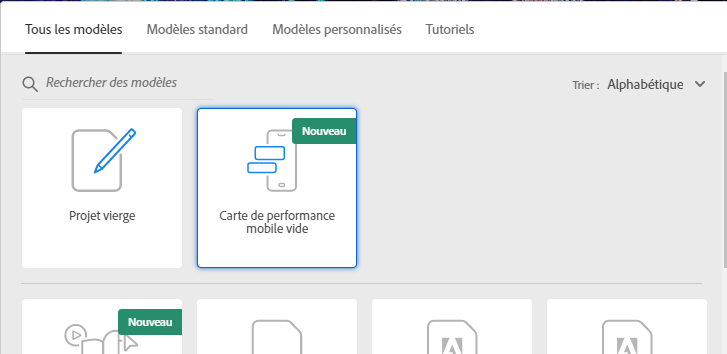 Tous les modèles
Modèles standard
Modèles personnalisés
Tutoriels
Rechercher des modèles
Trier : Alphabétique
Nouveau
Projet vierge
Carte de performance
mobile vide
Nouveau